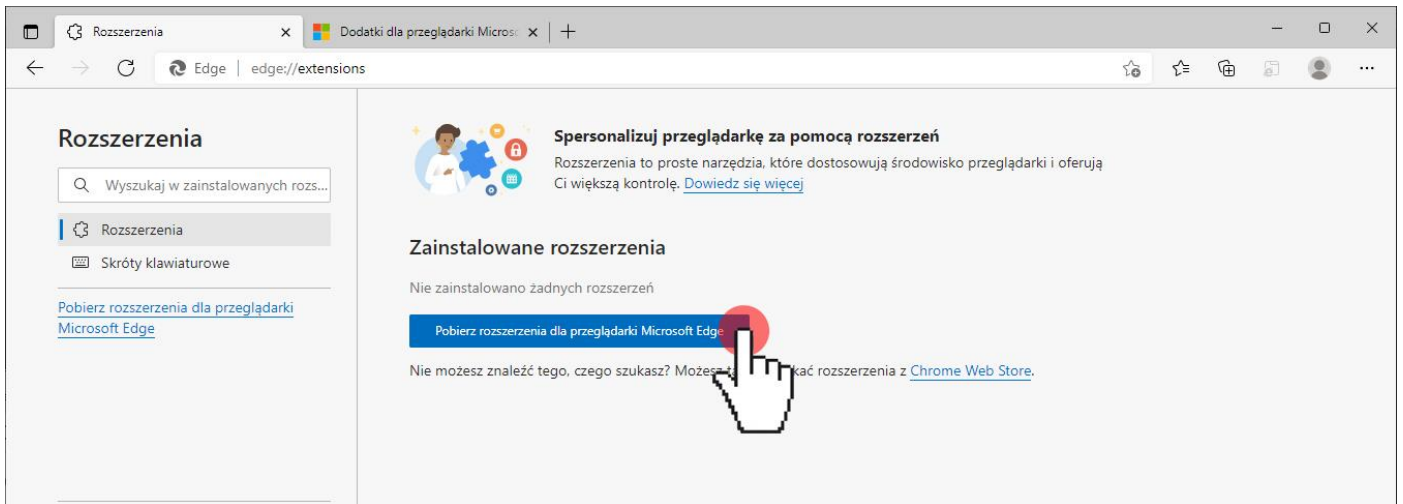 Rozszerzenia
Dodatki dla przeglądarki Micros
Edge | edge://extensions
Rozszerzenia
Wyszukaj w zainstalowanych rozs...
Rozszerzenia
Skróty klawiaturowe
Pobierz rozszerzenia dla przeglądarki
Microsoft Edge
Spersonalizuj przeglądarkę za pomocą rozszerzeń
Rozszerzenia to proste narzędzia, które dostosowują środowisko przeglądarki i oferują
Ci większą kontrolę. Dowiedz się więcej
Zainstalowane rozszerzenia
Nie zainstalowano żadnych rozszerzeń
Pobierz rozszerzenia dla przeglądarki Microsoft Edge
Nie możesz znaleźć tego, czego szukasz? Możesz rozszerzenia z Chrome Web Store.